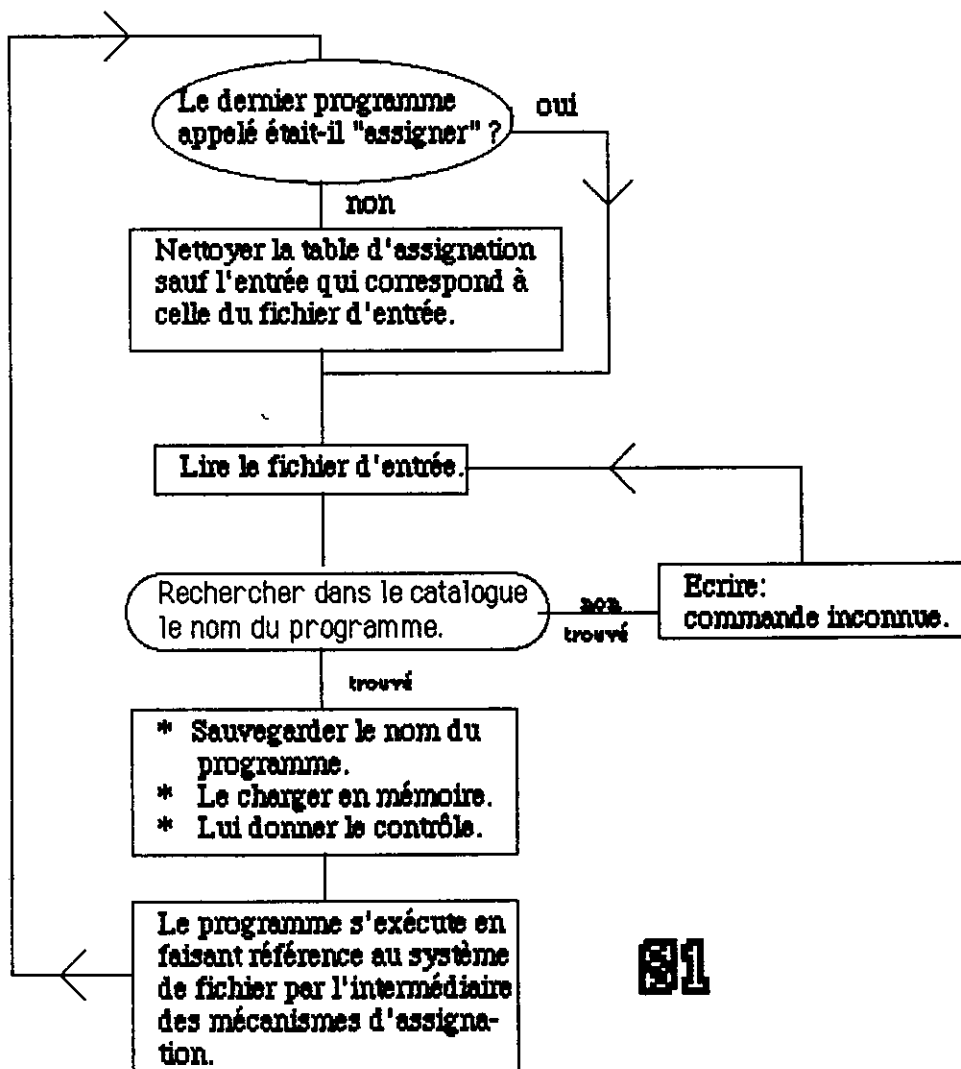 Le dernier programme
appelé était-il "assigner" ?
oui
non
Nettoyer la table d'assignation
sauf l'entrée qui correspond à
celle du fichier d'entrée.
Lire le fichier d'entrée.
Rechercher dans le catalogue
le nom du programme.
non
trouvé
Ecrire:
commande inconnue.
trouvé
* Sauvegarder le nom du
programme.
* Le charger en mémoire.
* Lui donner le contrôle.
Le programme s'exécute en
faisant référence au système
de fichier par l'intermédiaire
des mécanismes d'assigna-
tion.